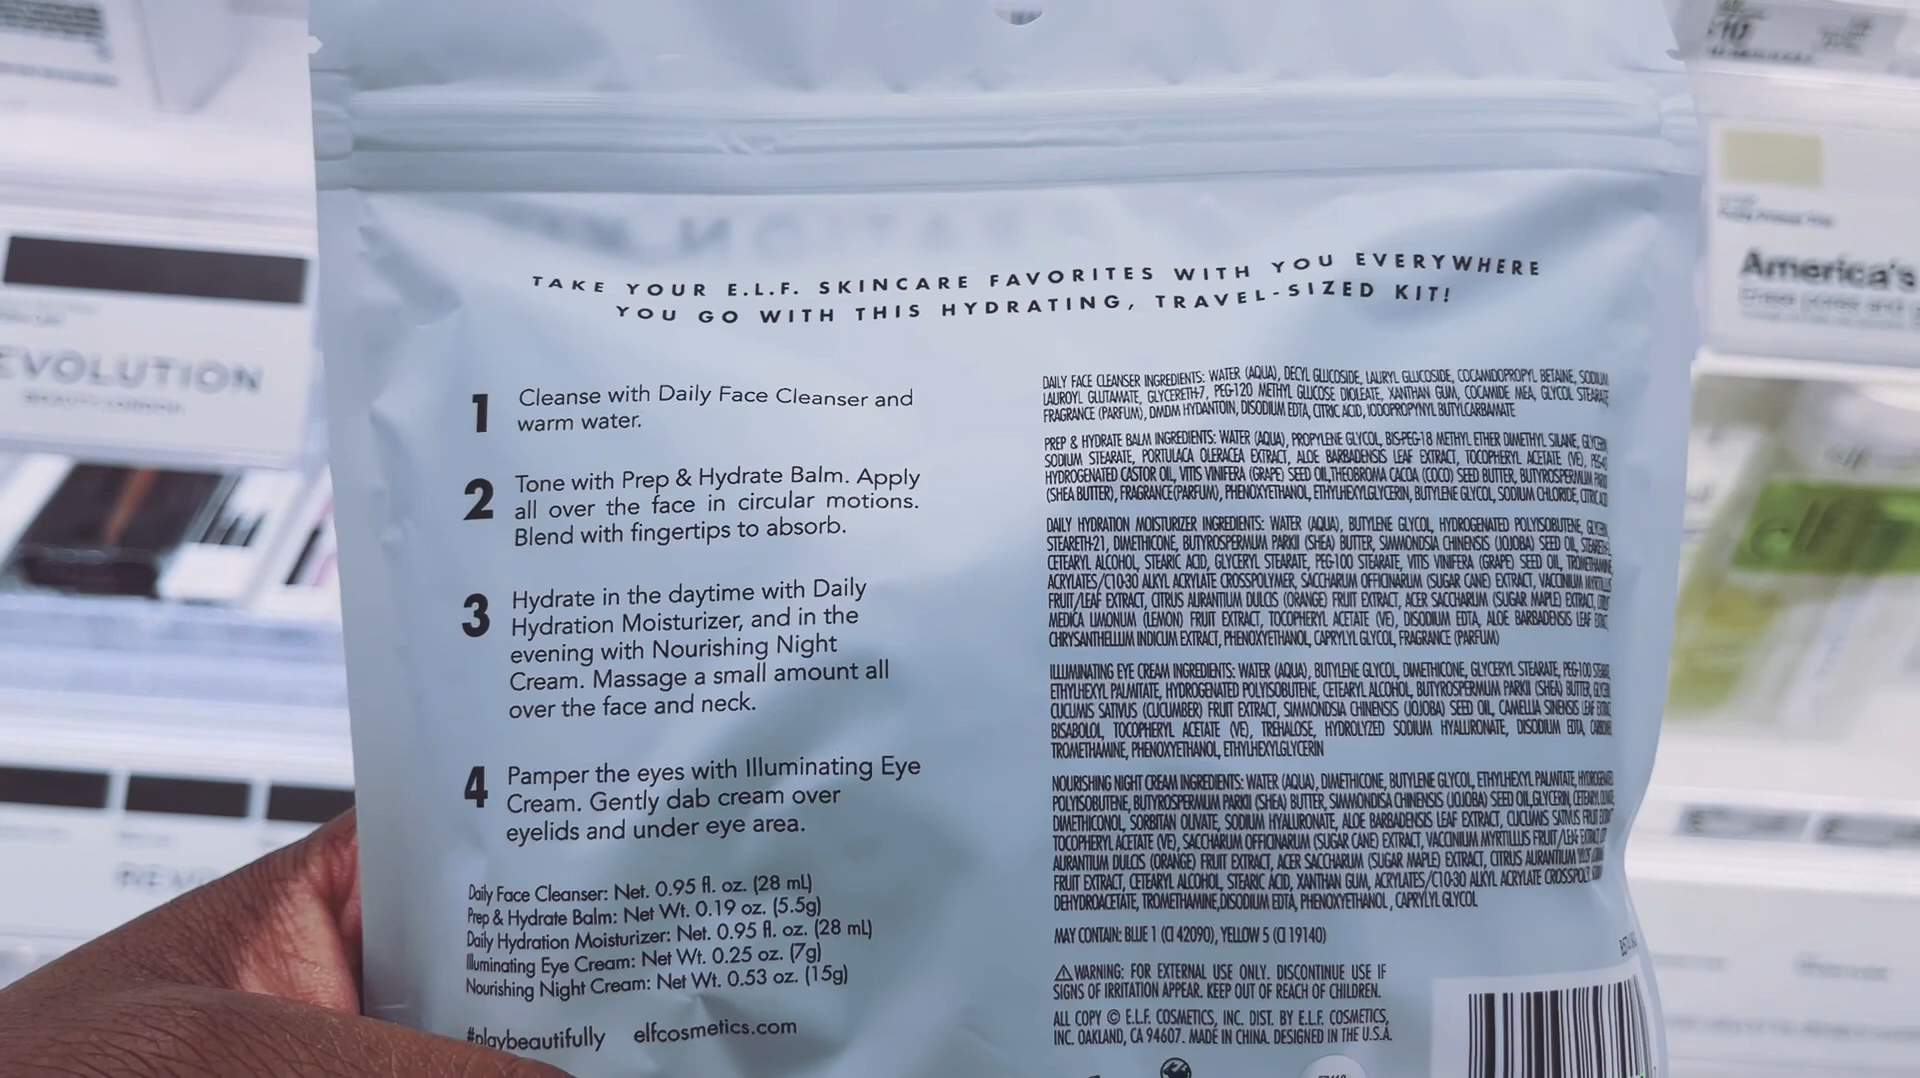 TAKE YOUR E.L.F. SKINCARE FAVORITES WITH YOU EVERYWHERE
YOU GO WITH THIS HYDRATING, TRAVEL-SIZED KIT!
1 Cleanse with Daily Face Cleanser and
warm water.
2 Tone with Prep & Hydrate Balm. Apply
all over the face in circular motions.
Blend with fingertips to absorb.
3 Hydrate in the daytime with Daily
Hydration Moisturizer, and in the
evening with Nourishing Night
Cream. Massage a small amount all
over the face and neck.
4 Pamper the eyes with Illuminating Eye
Cream. Gently dab cream over
eyelids and under eye area.
Daily Face Cleanser: Net. 0.95 fl. oz. (28 mL)
Prep & Hydrate Balm: Net Wt. 0.19 oz. (5.5g)
Daily Hydration Moisturizer: Net. 0.95 fl. oz. (28 mL)
Illuminating Eye Cream: Net Wt. 0.25 oz. (7g)
Nourishing Night Cream: Net Wt. 0.53 oz. (15g)
#playbeautifully elfcosmetics.com
DAILY FACE CLEANSER INGREDIENTS: WATER (AQUA), DECYL GLUCOSIDE, LAURYL GLUCOSIDE, COCAMIDOPROPYL BETAINE, SODIUM
LAUROYL GLUTAMATE, GLYCERETH-7, PEG-120 METHYL GLUCOSE DIOLEATE, XANTHAN GUM, COCAMIDE MEA, GLYCOL STEARATE
FRAGRANCE (PARFUM), DMDM HYDANTOIN, DISODIUM EDTA, CITRIC ACID, IODOPROPYNYL BUTYLCARBAMATE
PREP & HYDRATE BALM INGREDIENTS: WATER (AQUA), PROPYLENE GLYCOL, BIS-PEG-18 METHYL ETHER DIMETHYL SILANE,
SODIUM STEARATE, PORTULACA OLERACEA EXTRACT, ALOE BARBADENSIS LEAF EXTRACT, TOCOPHERYL ACETATE (VE),
HYDROGENATED CASTOR OIL, VITIS VINIFERA (GRAPE) SEED OIL, THEOBROMA CACAO (COCO) SEED BUTTER, BUTYROSPERMUM PARKII
(SHEA BUTTER), FRAGRANCE (PARFUM), PHENOXYETHANOL, ETHYLHEXYLGLYCERIN, BUTYLENE GLYCOL, SODIUM CHLORIDE, CITRIC ACID
DAILY HYDRATION MOISTURIZER INGREDIENTS: WATER (AQUA), BUTYLENE GLYCOL, HYDROGENATED POLYISOBUTENE,
STEARETH-21, DIMETHICONE, BUTYROSPERMUM PARKII (SHEA) BUTTER, SIMMONDSIA CHINENSIS (JOJOBA) SEED OIL,
CETEARYL ALCOHOL, STEARIC ACID, GLYCERYL STEARATE, PEG-100 STEARATE, VITIS VINIFERA (GRAPE) SEED OIL, TROMETHAMINE,
ACRYLATES/C10-30 ALKYL ACRYLATE CROSSPOLYMER, SACCHARUM OFFICINARUM (SUGAR CANE) EXTRACT, VACCINIUM MYRTILLUS
FRUIT/LEAF EXTRACT, CITRUS AURANTIUM DULCIS (ORANGE) FRUIT EXTRACT, ACER SACCHARUM (SUGAR MAPLE) EXTRACT,
MEDICA LIMONUM (LEMON) FRUIT EXTRACT, TOCOPHERYL ACETATE (VE), DISODIUM EDTA, ALOE BARBADENSIS LEAF
CHRYSANTHELLUM INDICUM EXTRACT, PHENOXYETHANOL, CAPRYLYL GLYCOL, FRAGRANCE (PARFUM)
ILLUMINATING EYE CREAM INGREDIENTS: WATER (AQUA), BUTYLENE GLYCOL, DIMETHICONE, GLYCERYL STEARATE, PEG-100
ETHYLHEXYL PALMITATE, HYDROGENATED POLYISOBUTENE, CETEARYL ALCOHOL, BUTYROSPERMUM PARKII (SHEA) BUTTER,
CUCUMIS SATIVUS (CUCUMBER) FRUIT EXTRACT, SIMMONDSIA CHINENSIS (JOJOBA) SEED OIL, CAMELLIA SINENSIS LEAF
BISABOLOL, TOCOPHERYL ACETATE (VE), TREHALOSE, HYDROLYZED SODIUM HYALURONATE, DISODIUM EDTA,
TROMETHAMINE, PHENOXYETHANOL, ETHYLHEXYLGLYCERIN
NOURISHING NIGHT CREAM INGREDIENTS: WATER (AQUA), DIMETHICONE, BUTYLENE GLYCOL, ETHYLHEXYL PALMITATE,
POLYISOBUTENE, BUTYROSPERMUM PARKII (SHEA) BUTTER, SIMMONDISA CHINENSIS (JOJOBA) SEED OIL, GLYCERIN,
DIMETHICONOL, SORBITAN OLIVATE, SODIUM HYALURONATE, ALOE BARBADENSIS LEAF EXTRACT, CUCUMIS SATIVUS FRUIT
TOCOPHERYL ACETATE (VE), SACCHARUM OFFICINARUM (SUGAR CANE) EXTRACT, VACCINIUM MYRTILLUS FRUIT/LEAF
AURANTIUM DULCIS (ORANGE) FRUIT EXTRACT, ACER SACCHARUM (SUGAR MAPLE) EXTRACT, CITRUS AURANTIUM
FRUIT EXTRACT, CETEARYL ALCOHOL, STEARIC ACID, XANTHAN GUM, ACRYLATES/C10-30 ALKYL ACRYLATE
DEHYDROACETATE, TROMETHAMINE, DISODIUM EDTA, PHENOXYETHANOL, CAPRYLYL GLYCOL
MAY CONTAIN: BLUE 1 (CI 42090), YELLOW 5 (CI 19140)
WARNING: FOR EXTERNAL USE ONLY. DISCONTINUE USE IF
SIGNS OF IRRITATION APPEAR. KEEP OUT OF REACH OF CHILDREN.
ALL COPY © E.L.F. COSMETICS, INC. DIST. BY E.L.F. COSMETICS,
INC. OAKLAND, CA 94607. MADE IN CHINA. DESIGNED IN THE U.S.A.
EVOLUTION
America's
elf